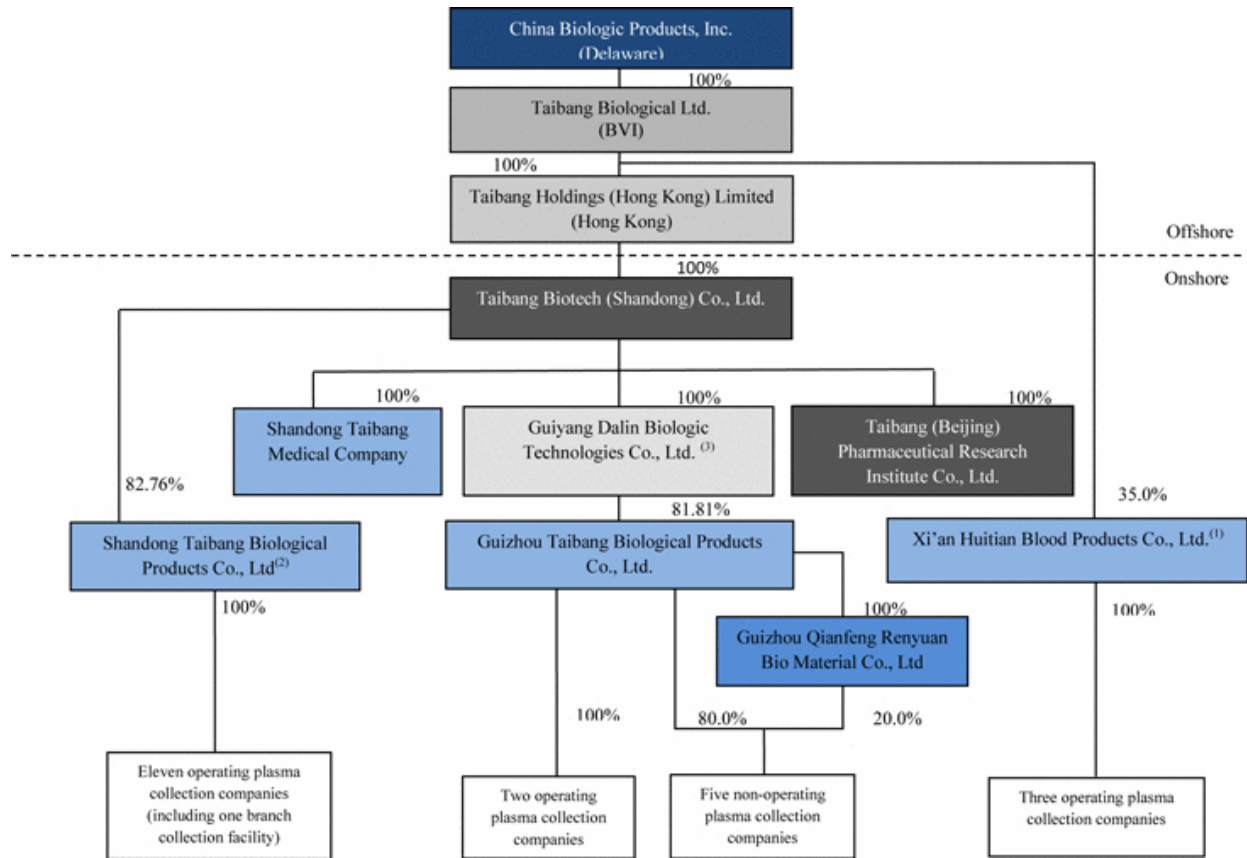 China Biologic Products, Inc.
(Delaware)
100%
Taibang Biological Ltd.
(BVI)
100%
Taibang Holdings (Hong Kong) Limited
(Hong Kong)
Offshore
100%
Onshore
Taibang Biotech (Shandong) Co., Ltd.
100%
100%
100%
Shandong Taibang
Medical Company
Guiyang Dalin Biologic
Technologies Co., Ltd. (3)
Taibang (Beijing)
Pharmaceutical Research
Institute Co., Ltd.
82.76%
81.81%
35.0%
Shandong Taibang Biological
Products Co., Ltd(2)
Guizhou Taibang Biological Products
Co., Ltd.
Xi’an Huitian Blood Products Co., Ltd.(1)
100%
100%
100%
Guizhou Qianfeng Renyuan
Bio Material Co., Ltd
100%
80.0%
20.0%
Eleven operating plasma
collection companies
(including one branch
collection facility)
Two operating
plasma collection
companies
Five non-operating
plasma collection
companies
Three operating plasma
collection companies